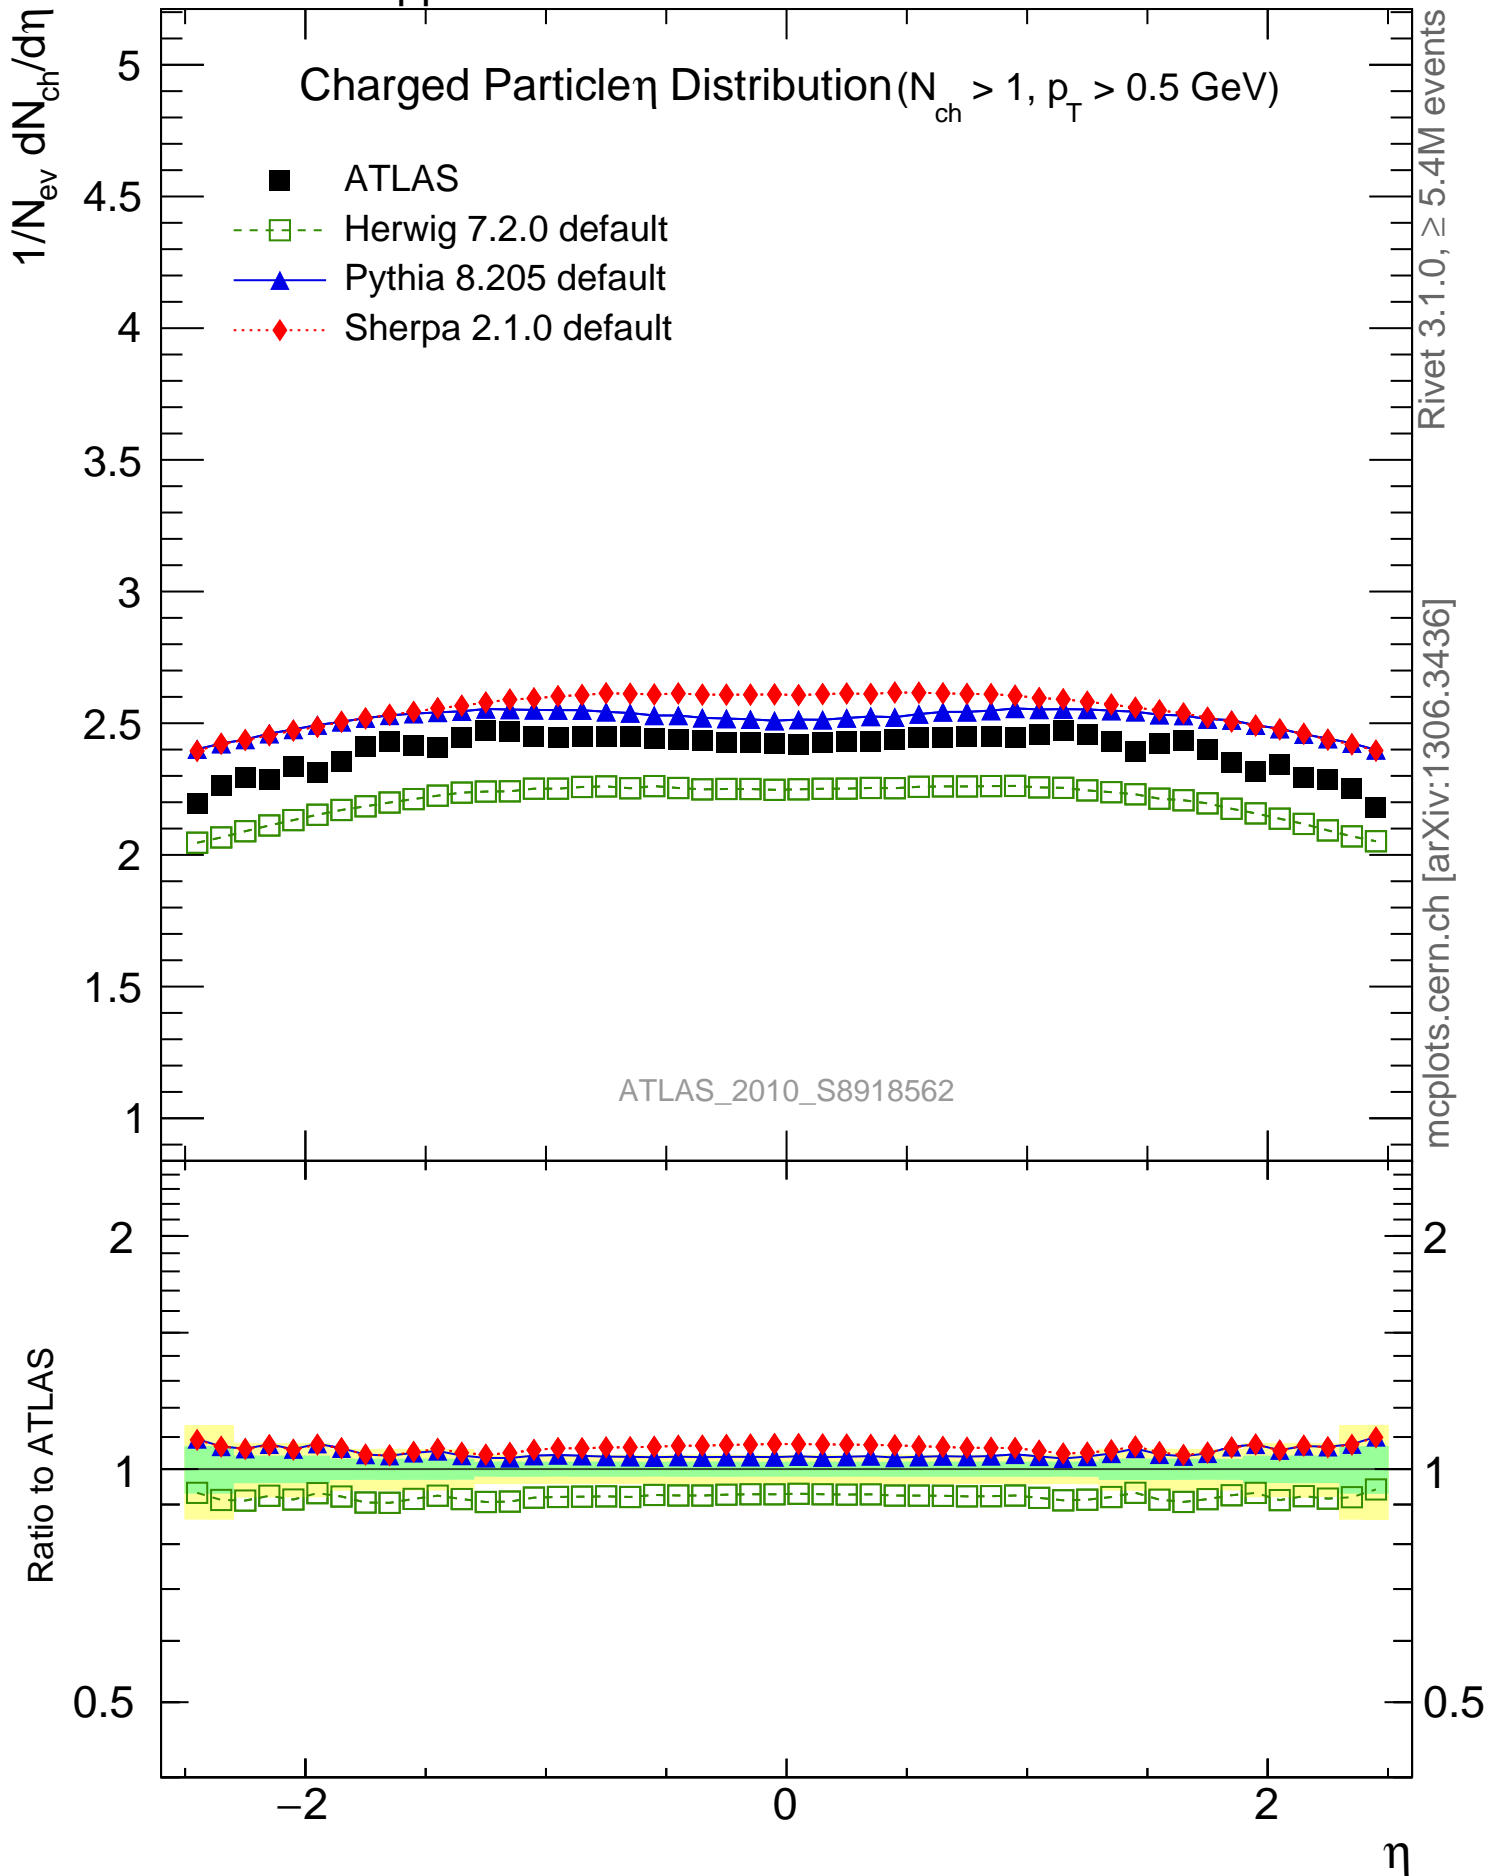 1/N_ev dN_ch/dη
Charged Particle η Distribution (N_ch > 1, p_T > 0.5 GeV)
ATLAS
Herwig 7.2.0 default
Pythia 8.205 default
Sherpa 2.1.0 default
5
4.5
4
3.5
3
2.5
2
1.5
1
ATLAS_2010_S8918562
Rivet 3.1.0, ≥ 5.4M events
mcplots.cern.ch [arXiv:1306.3436]
Ratio to ATLAS
2
1
0.5
2
1
0.5
−2
0
2
η